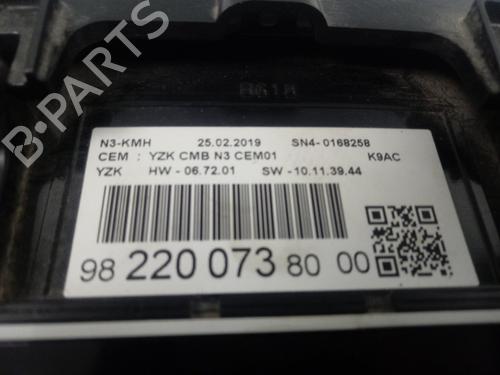 N3-KMH 25.02.2019 SN4-0168258
CEM : YZK CMB N3 CEM01 K9AC
YZK HW - 06.72.01 SW - 10.11.39.44
98 220 073 80 00